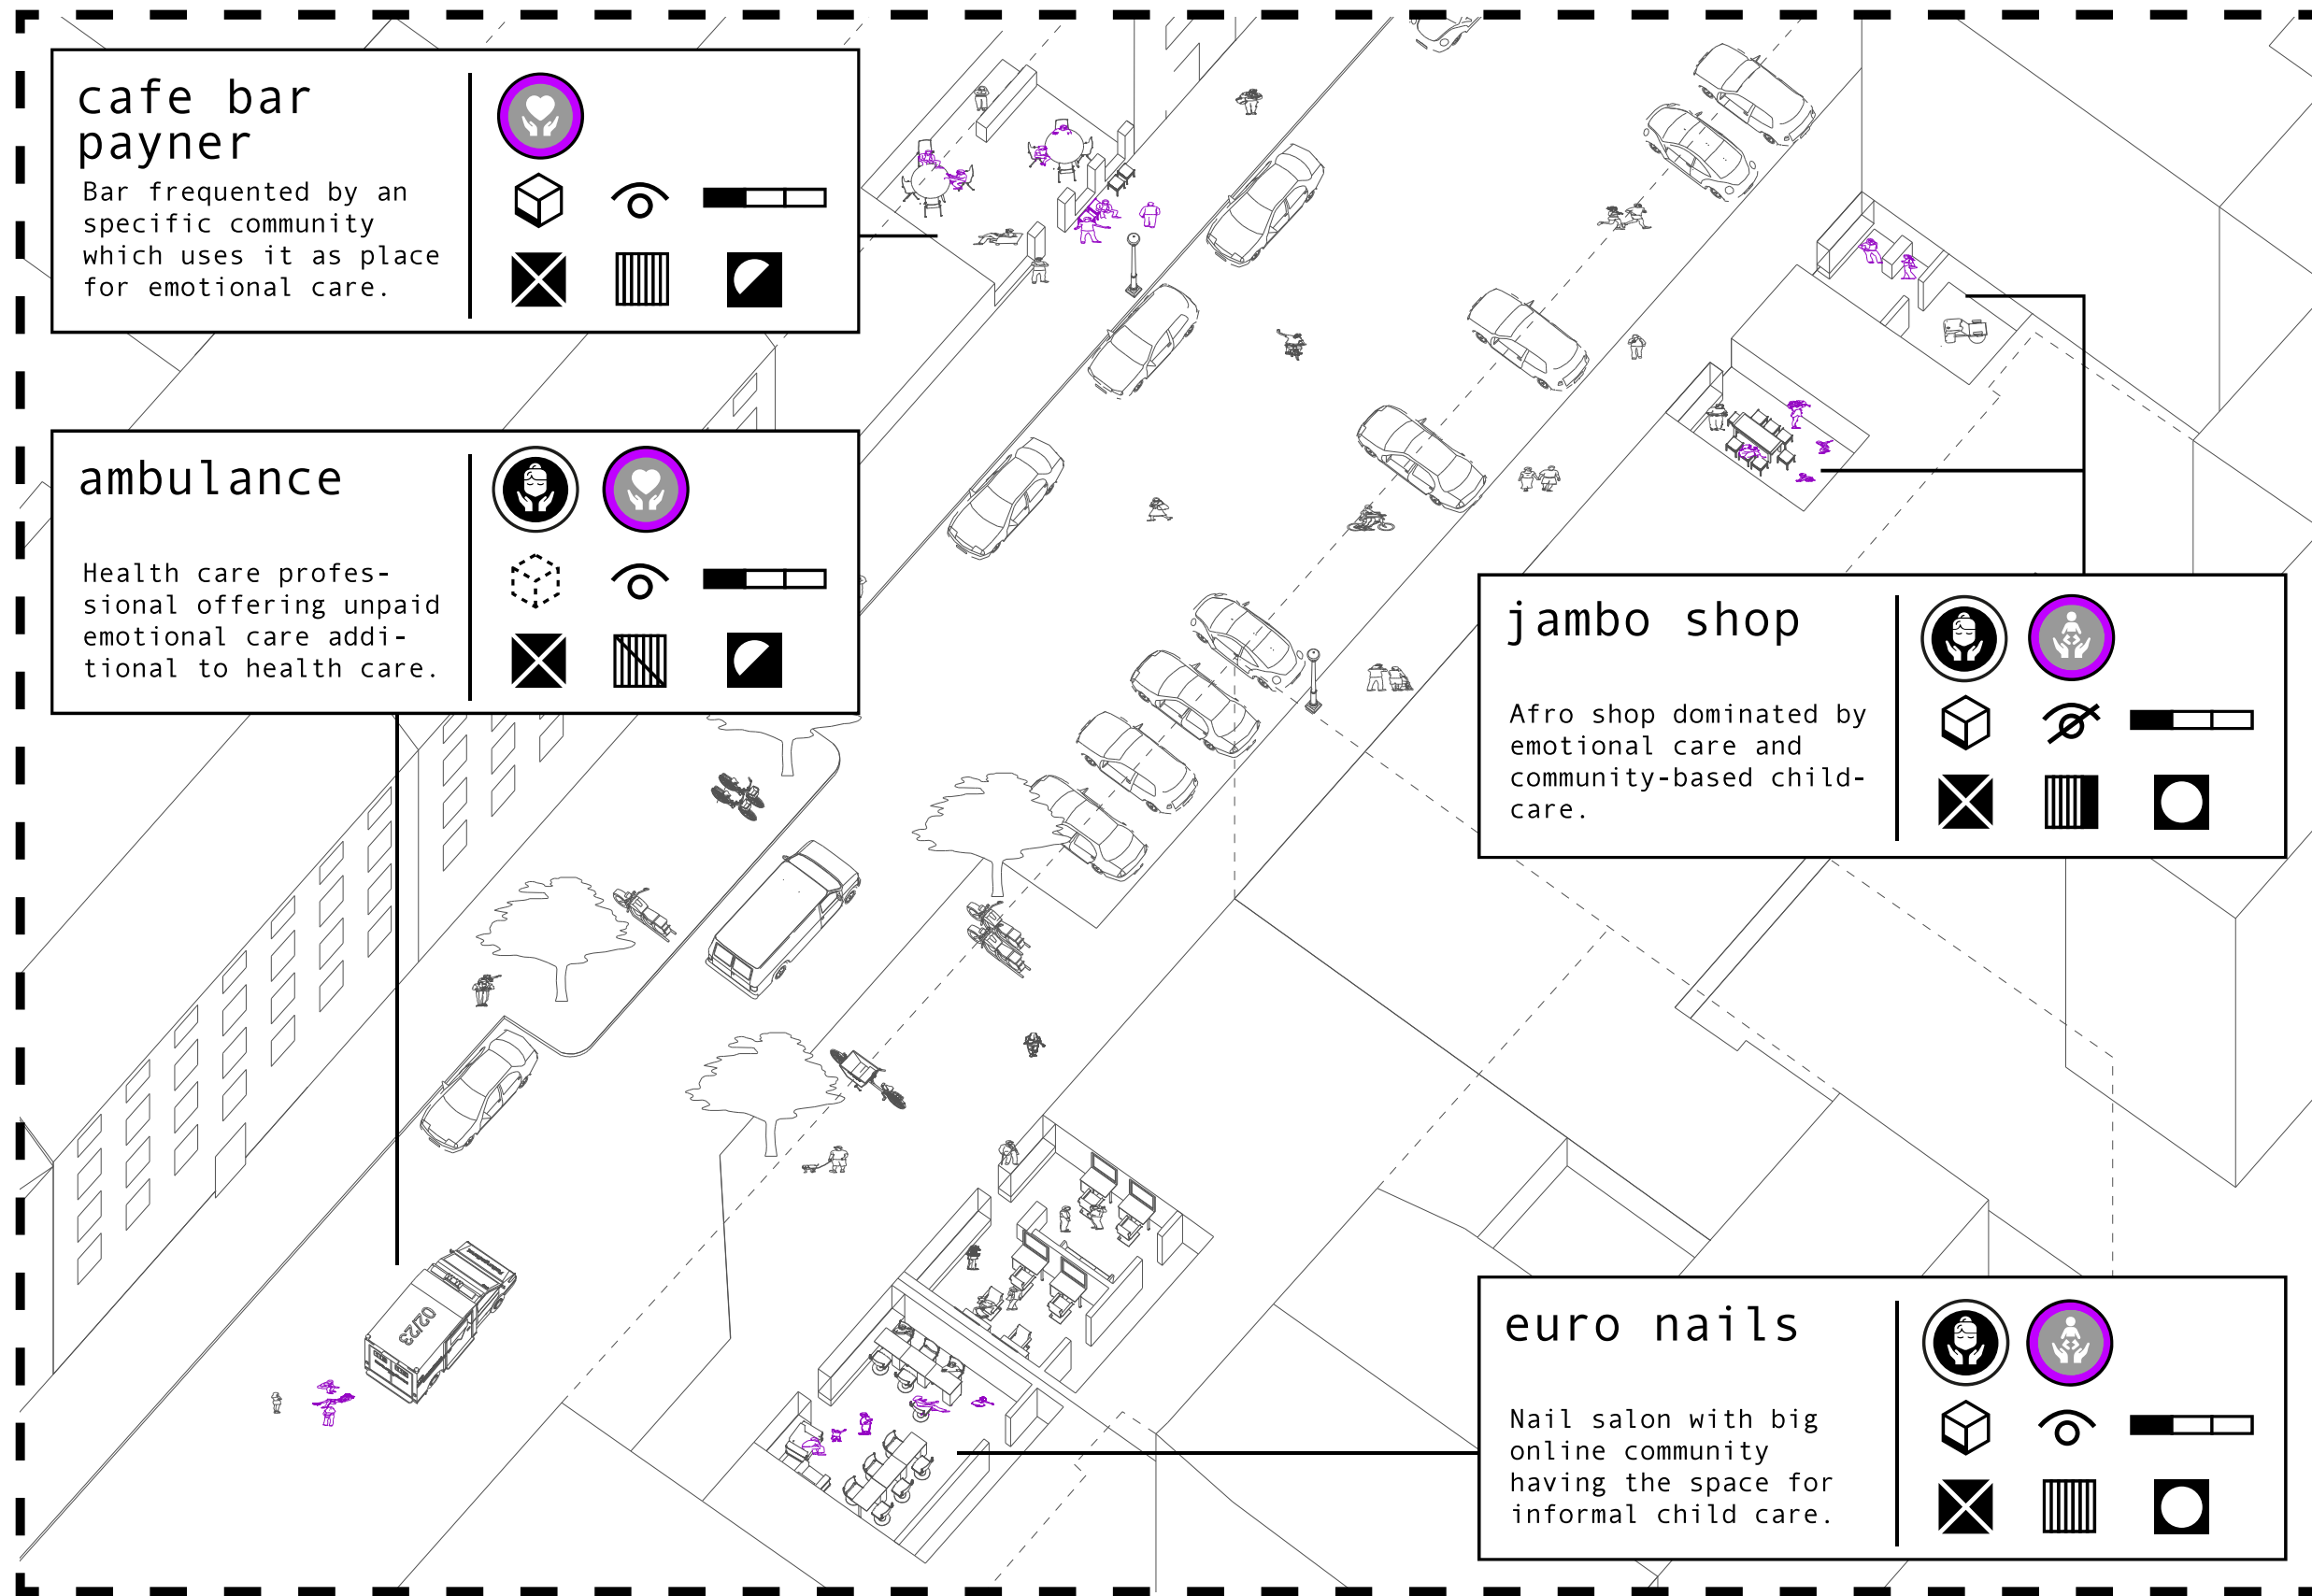 cafe bar
payner
Bar frequented by an
specific community
which uses it as place
for emotional care.
ambulance
Health care profes-
sional offering unpaid
emotional care addi-
tional to health care.
jambo shop
Afro shop dominated by
emotional care and
community-based child-
care.
02/23
euro nails
Nail salon with big
online community
having the space for
informal child care.